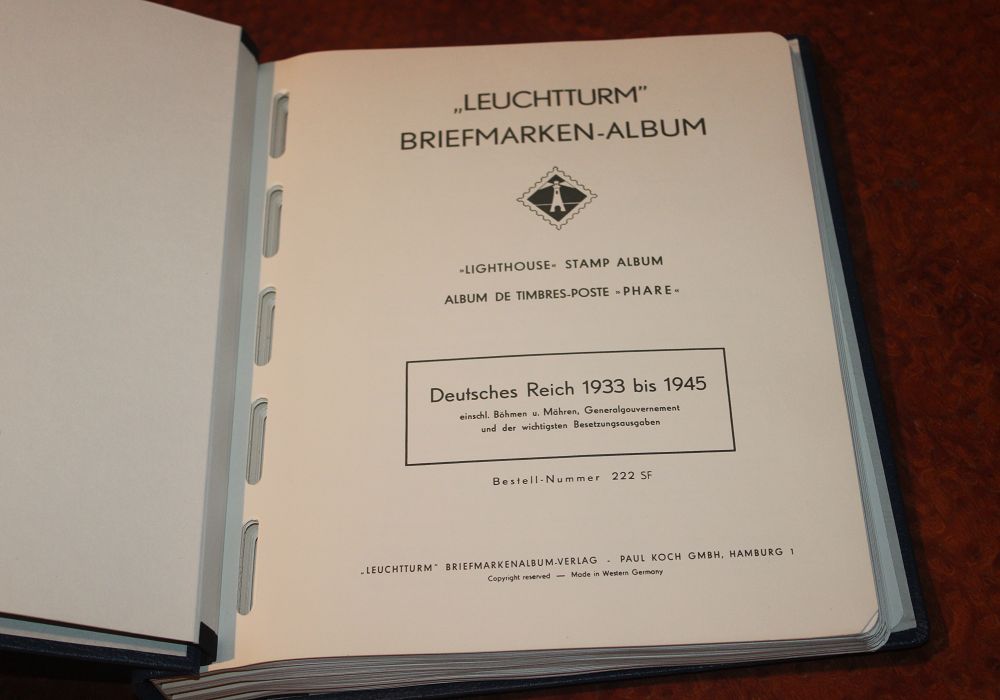 „LEUCHTTURM”
BRIEFMARKEN-ALBUM
»LIGHTHOUSE« STAMP ALBUM
ALBUM DE TIMBRES-POSTE »PHARE«
Deutsches Reich 1933 bis 1945
einschl. Böhmen u. Mähren, Generalgouvernement
und der wichtigsten Besetzungsausgaben
Bestell-Nummer 222 SF
„LEUCHTTURM” BRIEFMARKENALBUM-VERLAG - PAUL KOCH GMBH, HAMBURG 1
Copyright reserved — Made in Western Germany